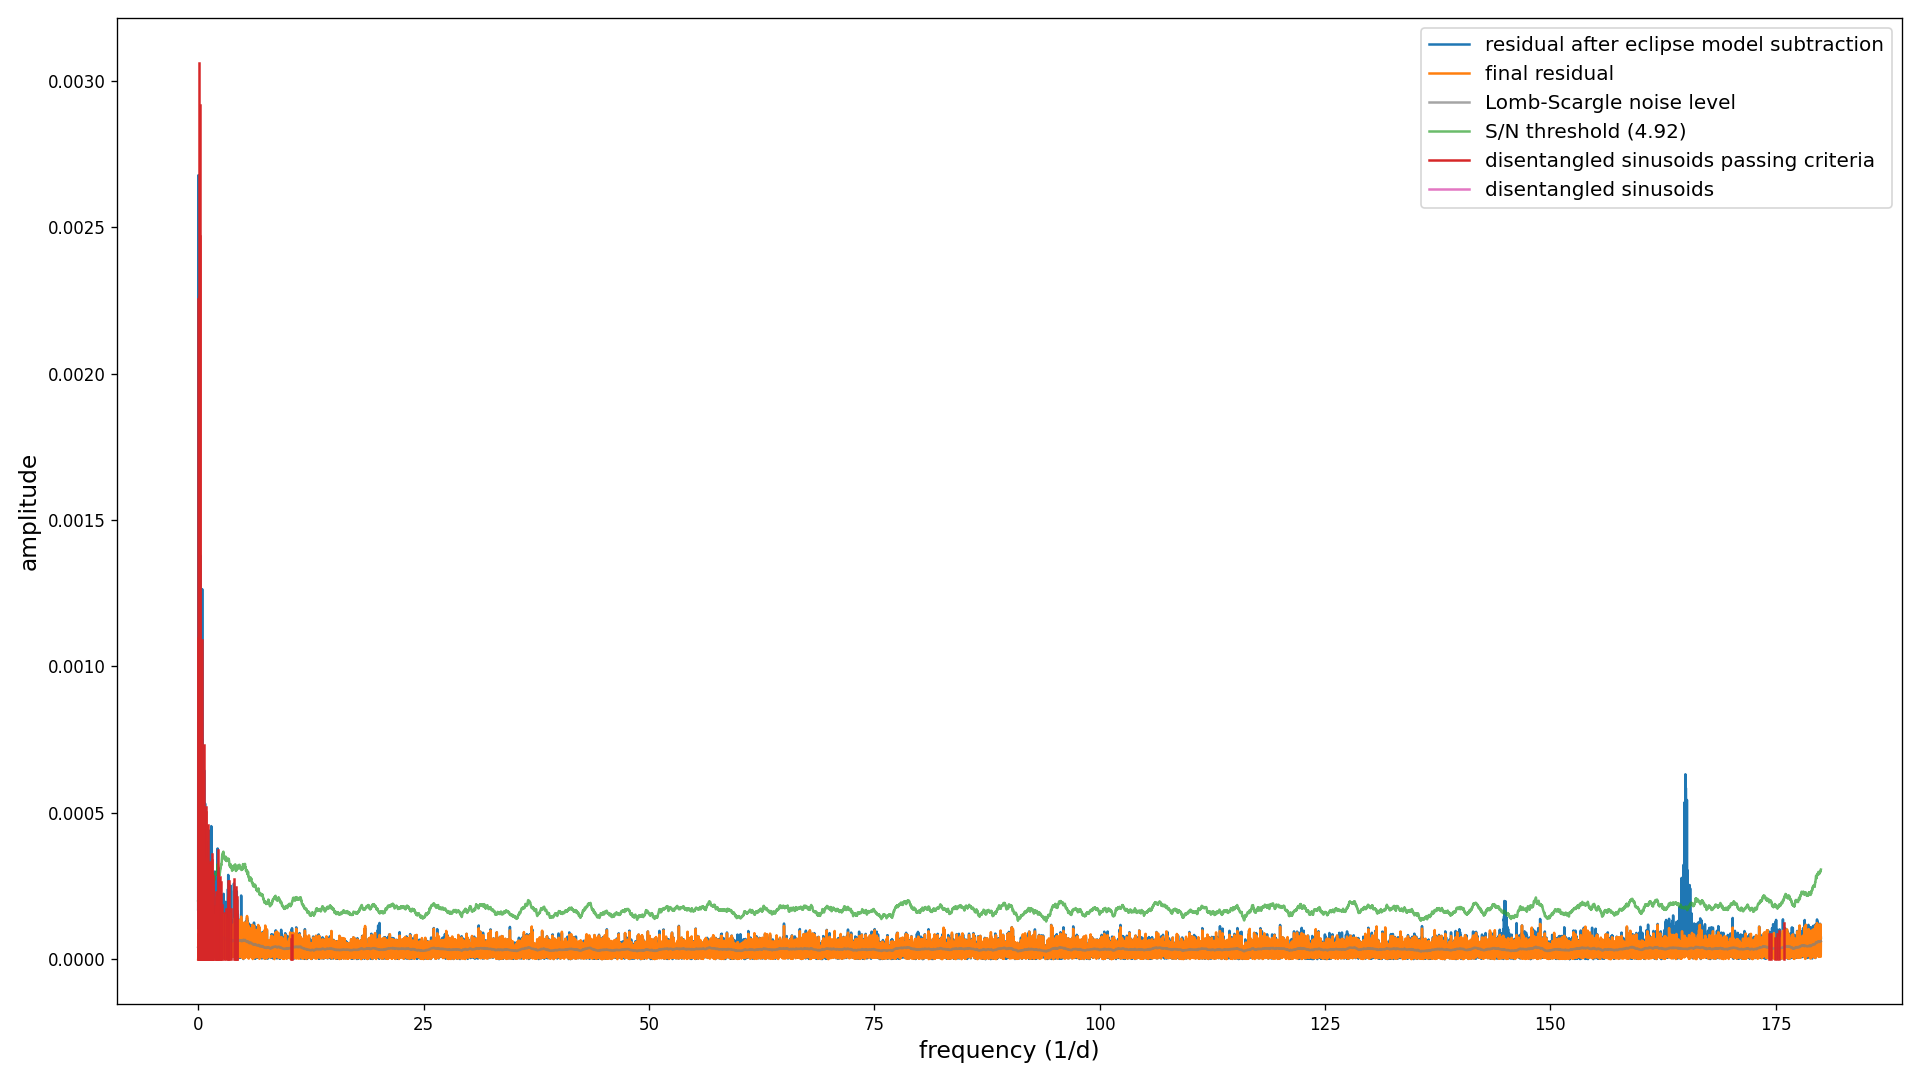 residual after eclipse model subtraction
final residual
Lomb-Scargle noise level
S/N threshold (4.92)
disentangled sinusoids passing criteria
disentangled sinusoids
0.0030
0.0025
0.0020
0.0015
0.0010
0.0005
0.0000
amplitude
0 25 50 75 100 125 150 175
frequency (1/d)